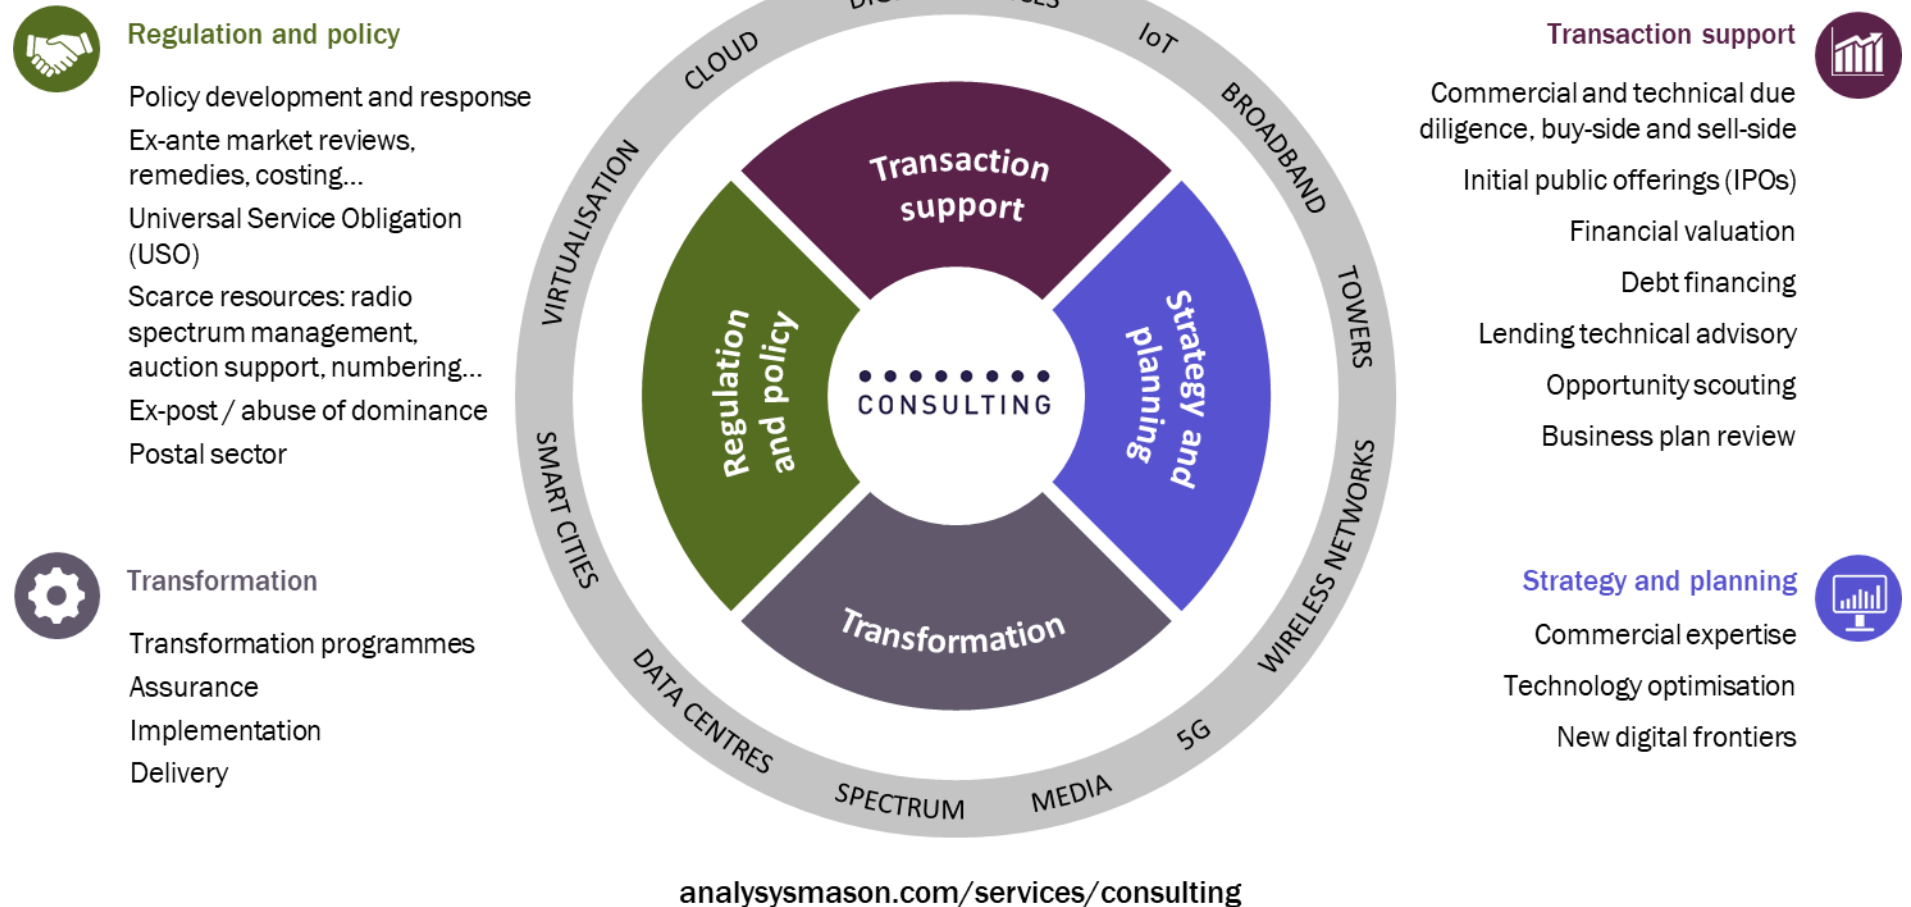 Regulation and policy
Policy development and response
Ex-ante market reviews,
remedies, costing...
Universal Service Obligation
(USO)
Scarce resources: radio
spectrum management,
auction support, numbering...
Ex-post / abuse of dominance
Postal sector
Transformation
Transformation programmes
Assurance
Implementation
Delivery
CLOUD
IoT
BROADBAND
TOWERS
WIRELESS NETWORKS
5G
MEDIA
SPECTRUM
DATA CENTRES
SMART CITIES
VIRTUALISATION
Transaction
support
Strategy and
planning
Transformation
Regulation
and policy
CONSULTING
Transaction support
Commercial and technical due
diligence, buy-side and sell-side
Initial public offerings (IPOs)
Financial valuation
Debt financing
Lending technical advisory
Opportunity scouting
Business plan review
Strategy and planning
Commercial expertise
Technology optimisation
New digital frontiers
analysysmason.com/services/consulting